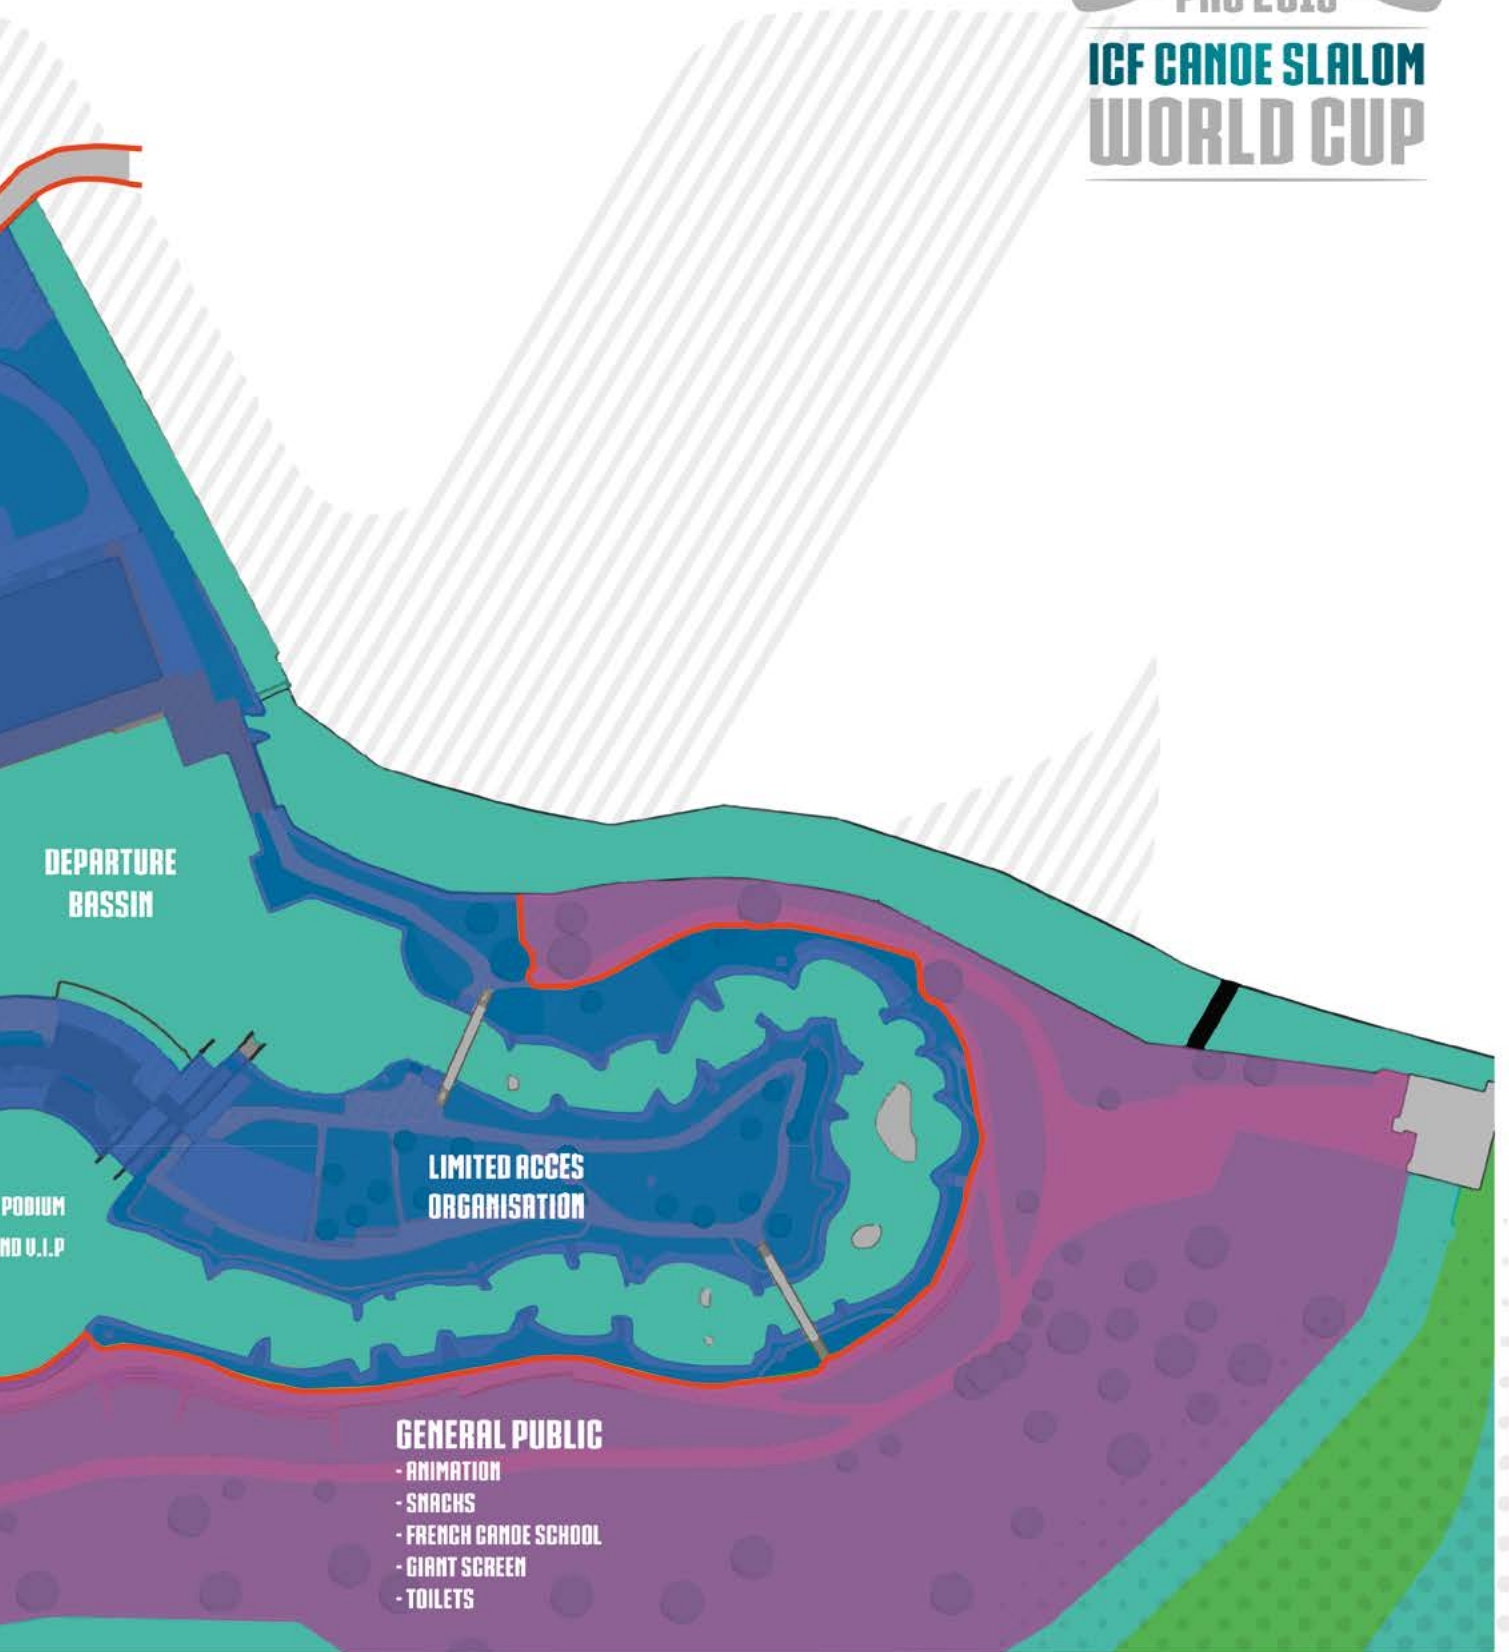 ICF CANOE SLALOM
WORLD CUP
DEPARTURE
BASSIN
LIMITED ACCES
ORGANISATION
PODIUM
V.I.P
GENERAL PUBLIC
- ANIMATION
- SNACKS
- FRENCH CANOE SCHOOL
- GIANT SCREEN
- TOILETS